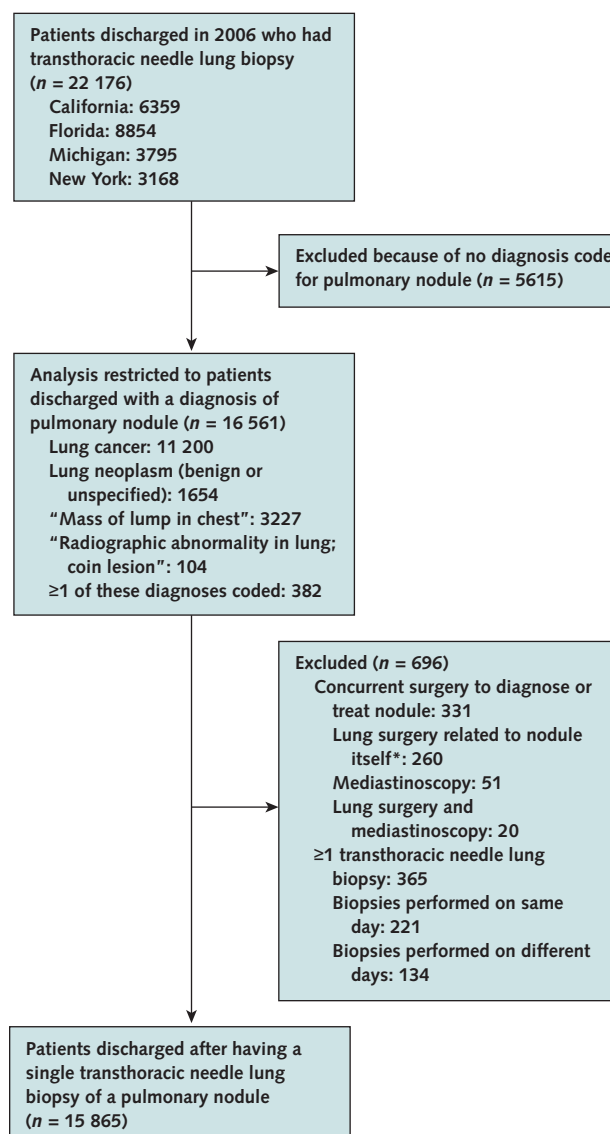 Patients discharged in 2006 who had
transthoracic needle lung biopsy
(n = 22 176)
California: 6359
Florida: 8854
Michigan: 3795
New York: 3168
Excluded because of no diagnosis code
for pulmonary nodule (n = 5615)
Analysis restricted to patients
discharged with a diagnosis of
pulmonary nodule (n = 16 561)
Lung cancer: 11 200
Lung neoplasm (benign or
unspecified): 1654
“Mass of lump in chest”: 3227
“Radiographic abnormality in lung;
coin lesion”: 104
≥1 of these diagnoses coded: 382
Excluded (n = 696)
Concurrent surgery to diagnose or
treat nodule: 331
Lung surgery related to nodule
itself*: 260
Mediastinoscopy: 51
Lung surgery and
mediastinoscopy: 20
≥1 transthoracic needle lung
biopsy: 365
Biopsies performed on same
day: 221
Biopsies performed on different
days: 134
Patients discharged after having a
single transthoracic needle lung
biopsy of a pulmonary nodule
(n = 15 865)